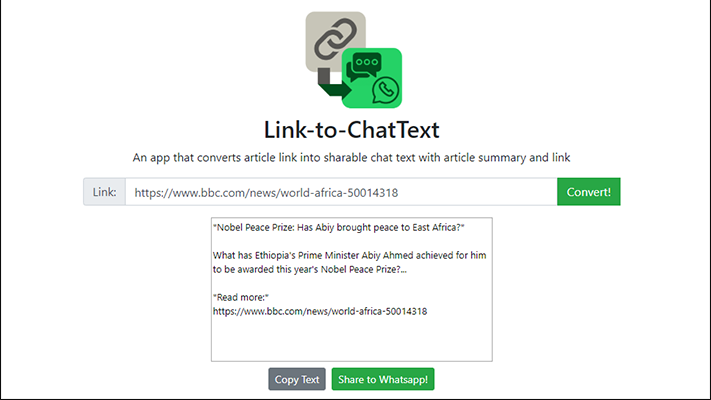 Link-to-ChatText
An app that converts article link into sharable chat text with article summary and link
Link: https://www.bbc.com/news/world-africa-50014318 Convert!
"Nobel Peace Prize: Has Abiy brought peace to East Africa?"
What has Ethiopia's Prime Minister Abiy Ahmed achieved for him
to be awarded this year's Nobel Peace Prize?...
"Read more:"
https://www.bbc.com/news/world-africa-50014318
Copy Text Share to Whatsapp!